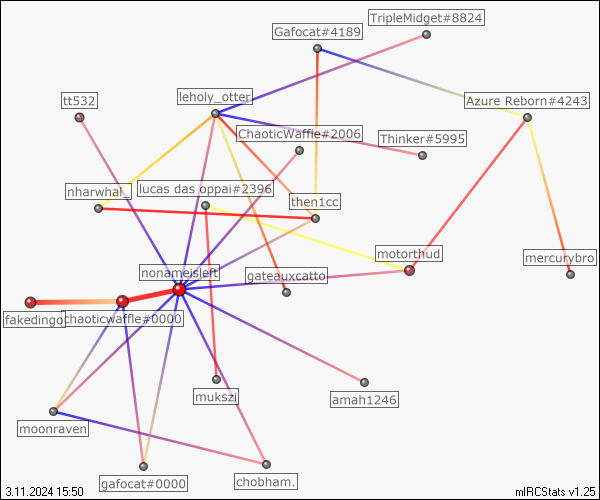 TripleMidget#8824
Gafocat#4189
leholy_otter
tt532
Azure Reborn#4243
ChaoticWaffle#2006
Thinker#5995
nharwhal_
lucas das oppai#2396
then1cc
motorthud
mercurybro
nonameisleft
gateauxcatto
fakedingo
chaoticwaffle#0000
mukszi
amah1246
moonraven
gafocat#0000
chobham.
3.11.2024 15:50
mIRCStats v1.25